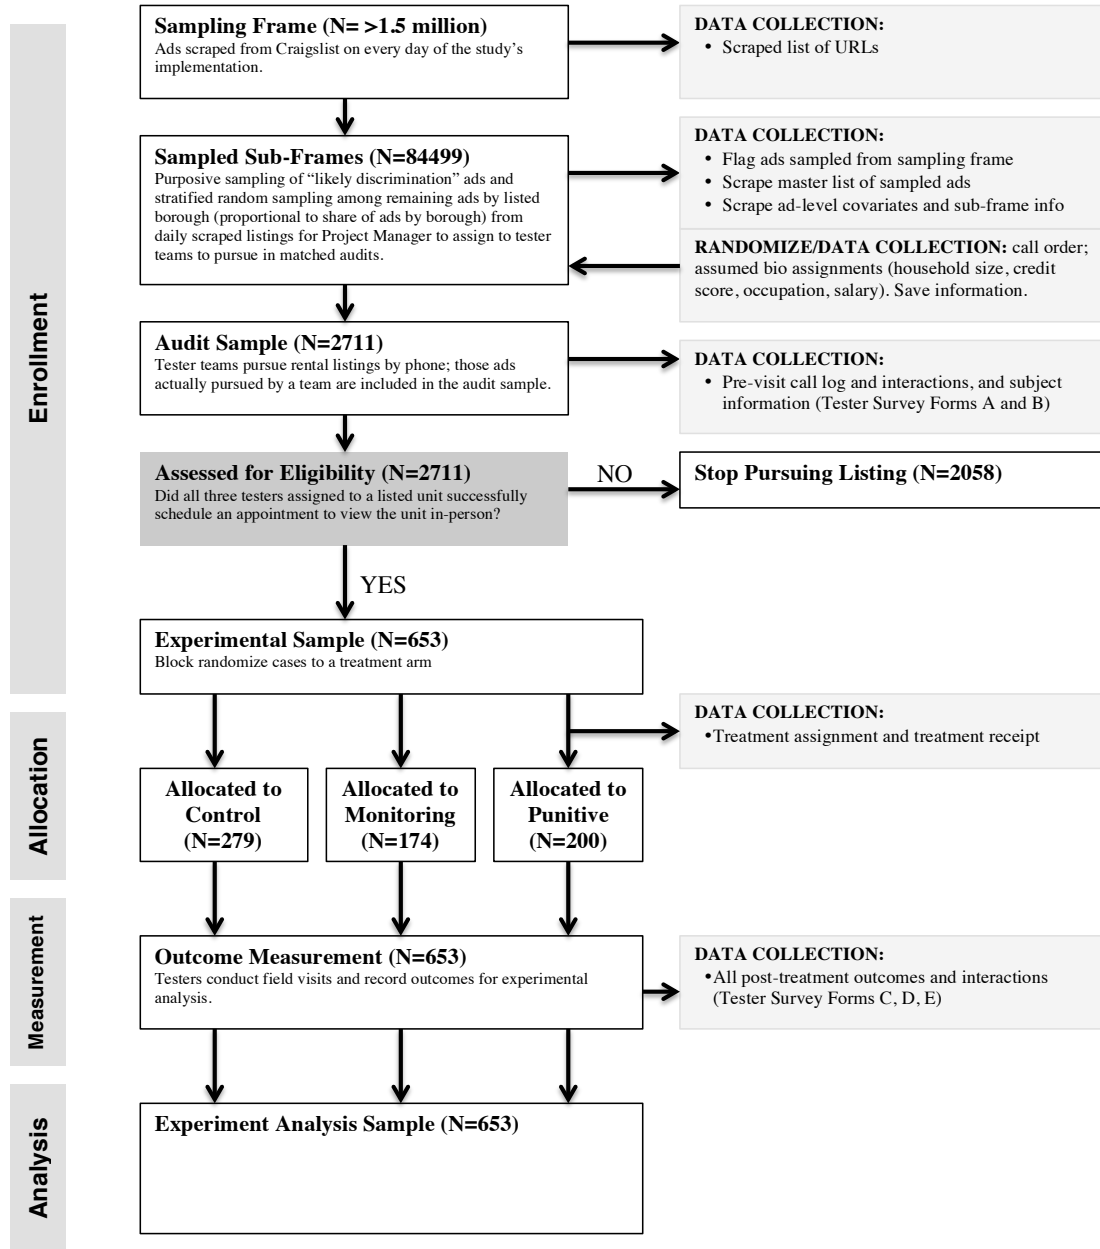 Sampling Frame (N= >1.5 million)
Ads scraped from Craigslist on every day of the study's
implementation.
DATA COLLECTION:
• Scraped list of URLs
Sampled Sub-Frames (N=84499)
Purposive sampling of “likely discrimination” ads and
stratified random sampling among remaining ads by listed
borough (proportional to share of ads by borough) from
daily scraped listings for Project Manager to assign to tester
teams to pursue in matched audits.
DATA COLLECTION:
• Flag ads sampled from sampling frame
• Scrape master list of sampled ads
• Scrape ad-level covariates and sub-frame info
RANDOMIZE/DATA COLLECTION: call order;
assumed bio assignments (household size, credit
score, occupation, salary). Save information.
Enrollment
Audit Sample (N=2711)
Tester teams pursue rental listings by phone; those ads
actually pursued by a team are included in the audit sample.
DATA COLLECTION:
• Pre-visit call log and interactions, and subject
information (Tester Survey Forms A and B)
Assessed for Eligibility (N=2711)
Did all three testers assigned to a listed unit successfully
schedule an appointment to view the unit in-person?
NO
Stop Pursuing Listing (N=2058)
YES
Experimental Sample (N=653)
Block randomize cases to a treatment arm
DATA COLLECTION:
•Treatment assignment and treatment receipt
Allocation
Allocated to
Control
(N=279)
Allocated to
Monitoring
(N=174)
Allocated to
Punitive
(N=200)
Measurement
Outcome Measurement (N=653)
Testers conduct field visits and record outcomes for experimental
analysis.
DATA COLLECTION:
•All post-treatment outcomes and interactions
(Tester Survey Forms C, D, E)
Analysis
Experiment Analysis Sample (N=653)